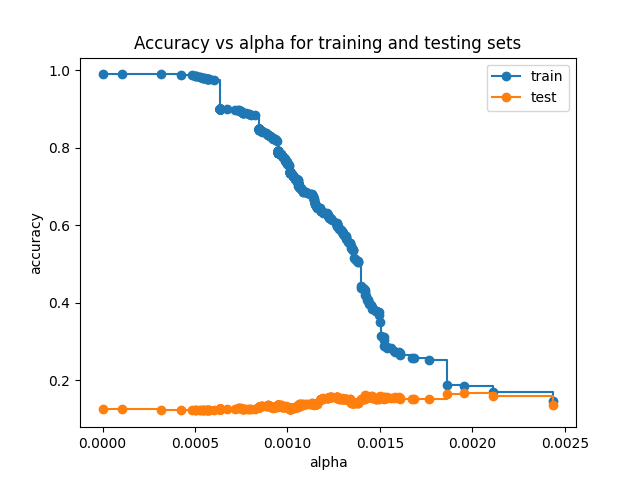 Accuracy vs alpha for training and testing sets
1.0
0.8
0.6
0.4
0.2
accuracy
train
test
0.0000 0.0005 0.0010 0.0015 0.0020 0.0025
alpha